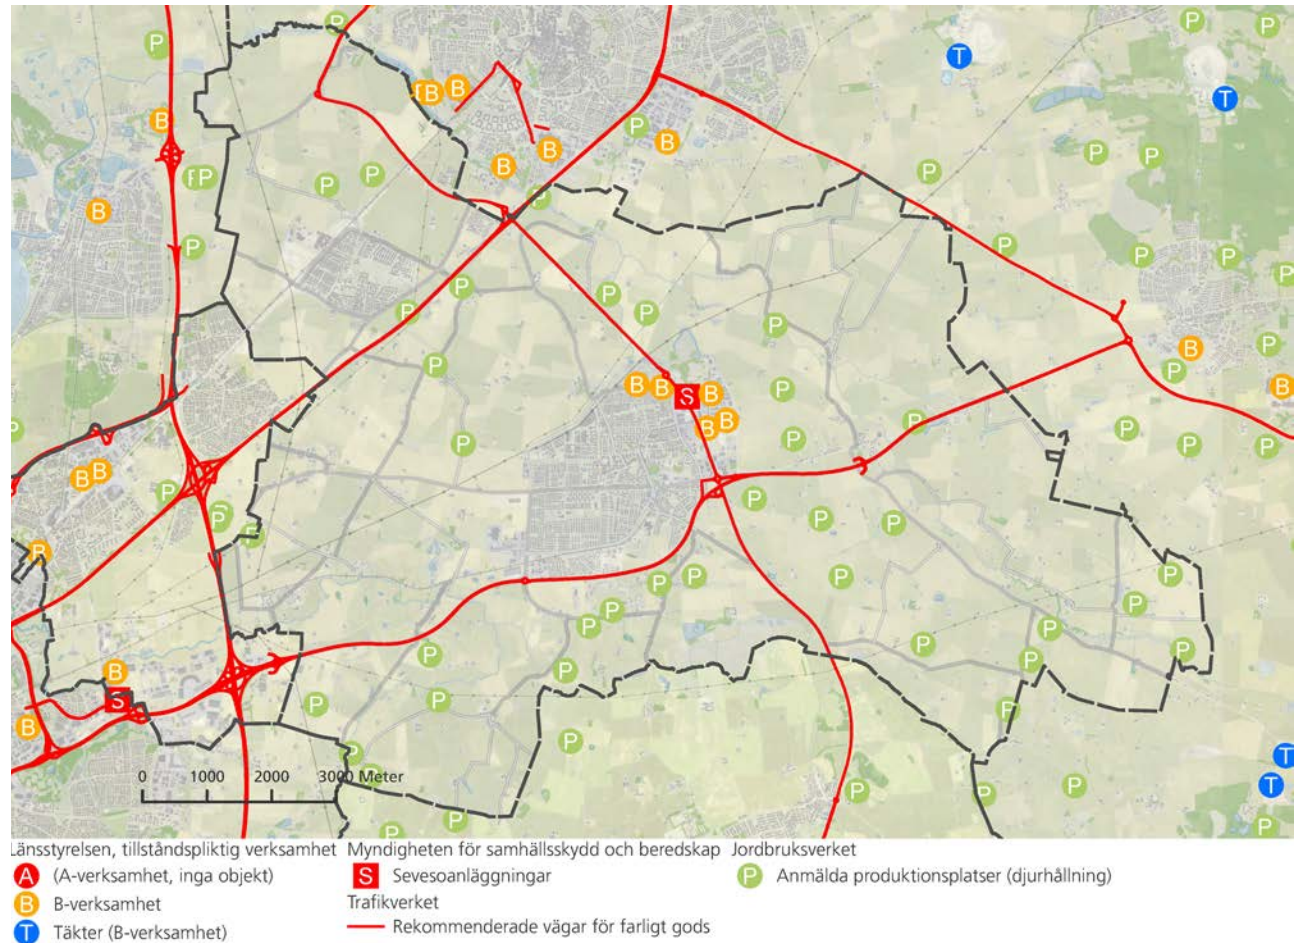 0 1000 2000 3000 Meter
Länsstyrelsen, tillståndspliktig verksamhet
A (A-verksamhet, inga objekt)
B B-verksamhet
T Täkter (B-verksamhet)
Myndigheten för samhällsskydd och beredskap
S Sevesoanläggningar
Trafikverket
Rekommenderade vägar för farligt gods
Jordbruksverket
P Anmälda produktionsplatser (djurhållning)